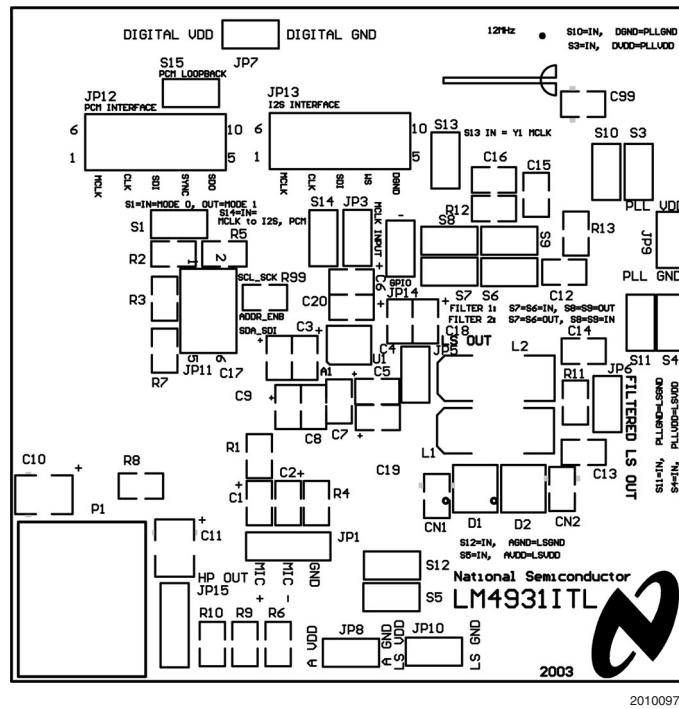 DIGITAL VDD
DIGITAL GND
JP7
12MHz
S10=IN, DGND=PLLGND
S3=IN, DVDD=PLLVDD
S15
PCM LOOPBACK
JP12
PCM INTERFACE
6 10
1 5
MCLK
CLK
SDI
SYNC
SDO
JP13
I2S INTERFACE
6 10
1 5
MCLK
CLK
SDI
WS
DGND
S13
S13 IN = Y1 MCLK
C99
S10 S3
C16 C15
R12
S1=IN=MODE 0, OUT=MODE 1
S14=IN=
MCLK to I2S, PCM
S1
S14 JP3
MCLK INPUT
- +
GPIO
S8
S9
S7 S6
R13
PLL VDD
JP9
PLL GND
R2 R5
1 2
R3
SCL_SCK
R99
ADDR_ENB
SDA_SDI
C6
C20
JP14
C12
FILTER 1: S7=S6=IN, S8=S9=OUT
FILTER 2: S7=S6=OUT, S8=S9=IN
C18
LS OUT
C3
C4
U1
JP5
L2
C14
S11 S4
R7
5 6
JP11
C17
A1
C5
R11
JP6
C9
C8
C7
L1
FILTERED LS OUT
S11=IN, PLLGND=LSGND
S4=IN, PLLVDD=LSVDD
R1
C19
C13
C10
+
R8
C1
C2+
R4
CN1
D1
D2
CN2
P1
C11
+
JP1
MIC +
MIC -
GND
S12=IN, AGND=LSGND
S5=IN, AVDD=LSVDD
HP OUT
JP15
S12
S5
National Semiconductor
LM4931ITL
R10 R9 R6
A VDD
JP8
A GND
LS VDD
JP10
LS GND
2003
2010097